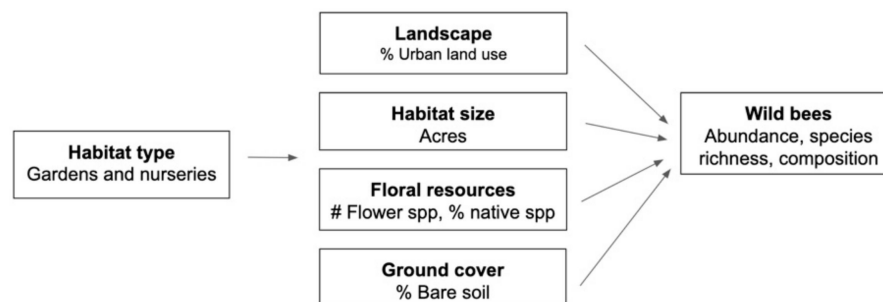 Landscape
% Urban land use
Habitat size
Acres
Habitat type
Gardens and nurseries
Floral resources
# Flower spp, % native spp
Ground cover
% Bare soil
Wild bees
Abundance, species
richness, composition